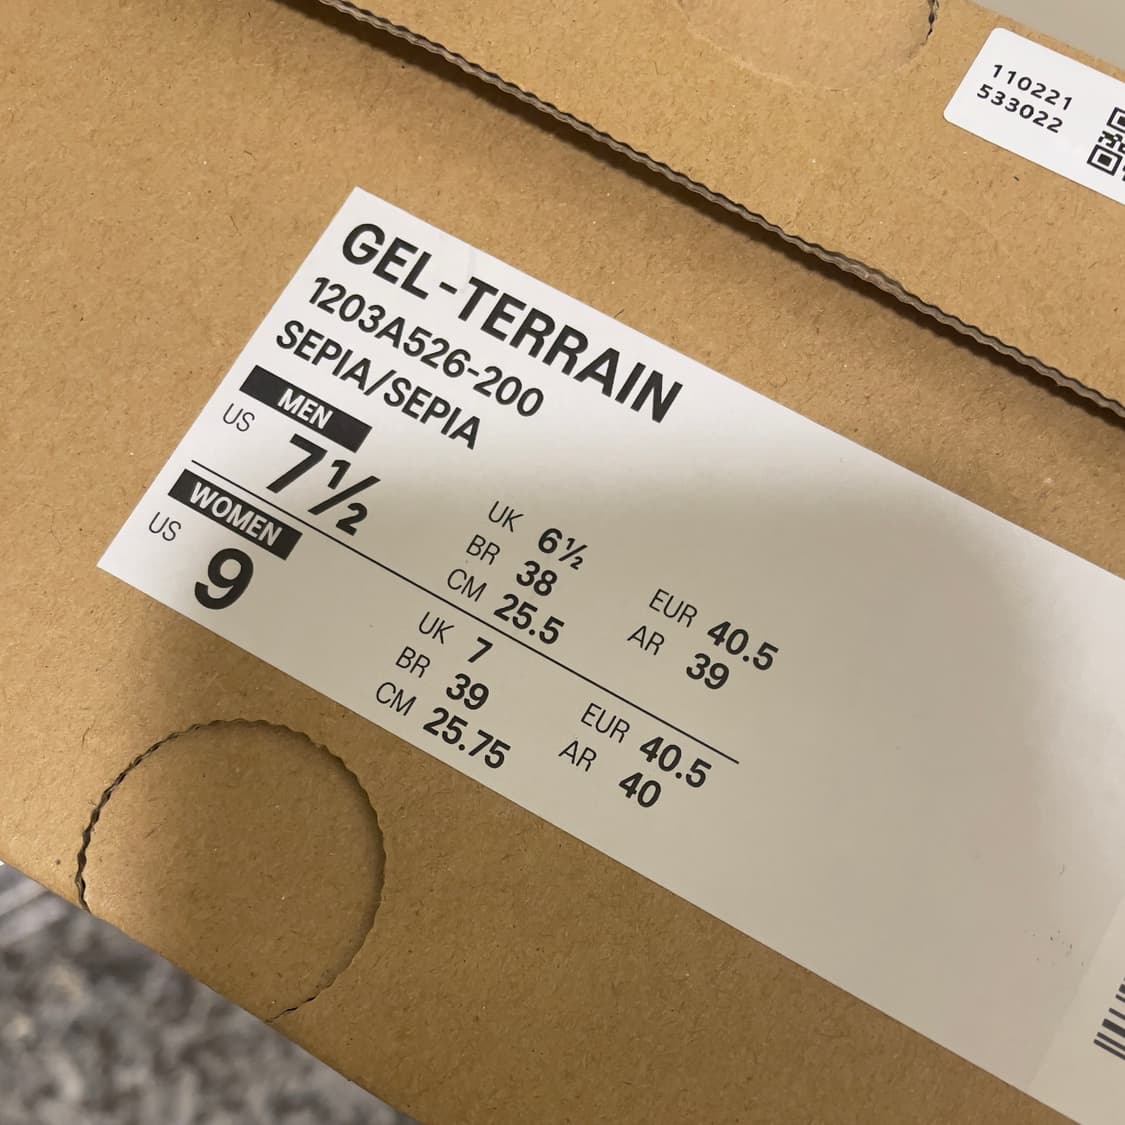 110221
533022
GEL-TERRAIN
1203A526-200
SEPIA/SEPIA
MEN
US 7½
UK 6½
BR 38
CM 25.5
EUR 40.5
AR 39
WOMEN
US 9
UK 7
BR 39
CM 25.75
EUR 40.5
AR 40